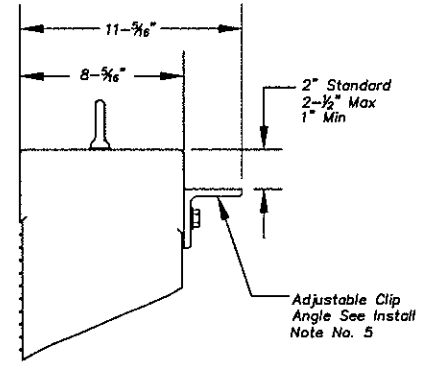 11-5/16"
8-5/16"
2" Standard
2-1/2" Max
1" Min
Adjustable Clip
Angle See Install
Note No. 5